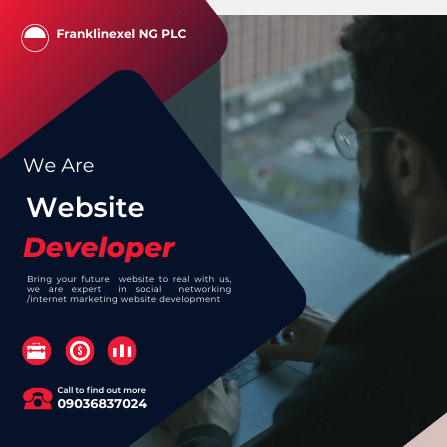 Franklinexel NG PLC
We Are
Website
Developer
Bring your future website to real with us,
we are expert in social networking
/internet marketing website development
$
Call to find out more
09036837024